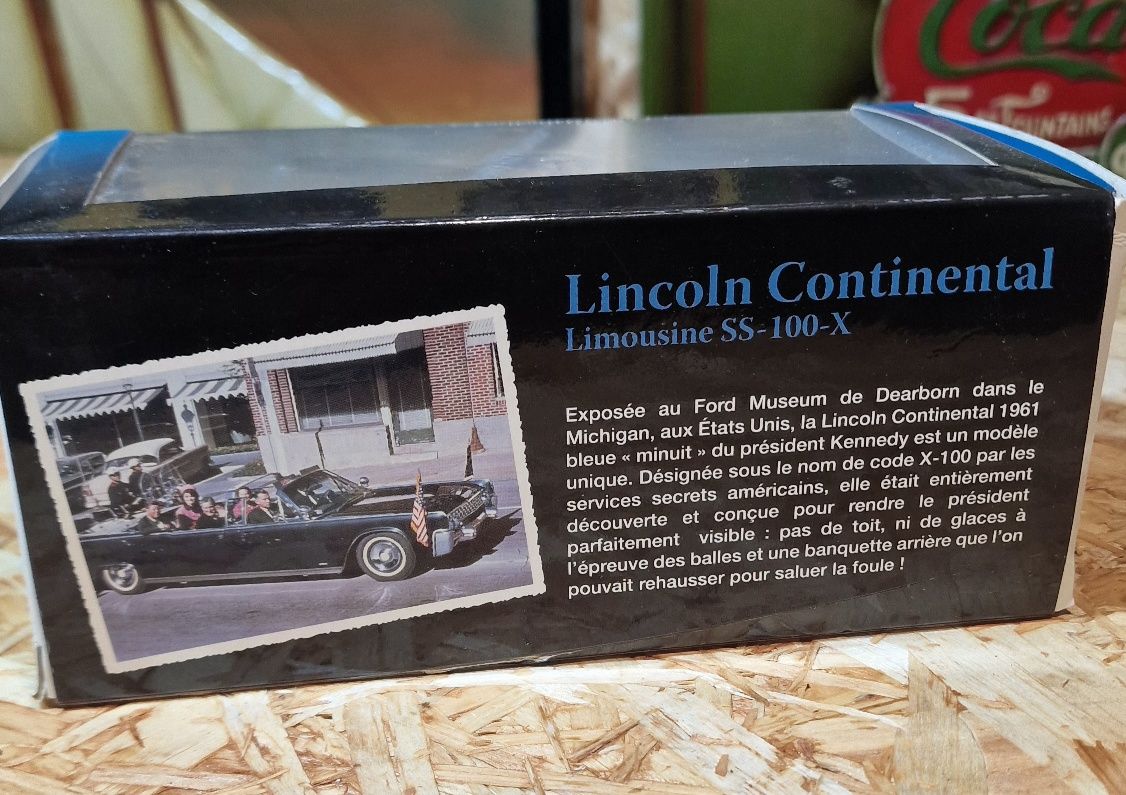 Coca
FOUNTAINS
Lincoln Continental
Limousine SS-100-X
Exposée au Ford Museum de Dearborn dans le
Michigan, aux États Unis, la Lincoln Continental 1961
bleue « minuit » du président Kennedy est un modèle
unique. Désignée sous le nom de code X-100 par les
services secrets américains, elle était entièrement
découverte et conçue pour rendre le président
parfaitement visible : pas de toit, ni de glaces à
l'épreuve des balles et une banquette arrière que l'on
pouvait rehausser pour saluer la foule !